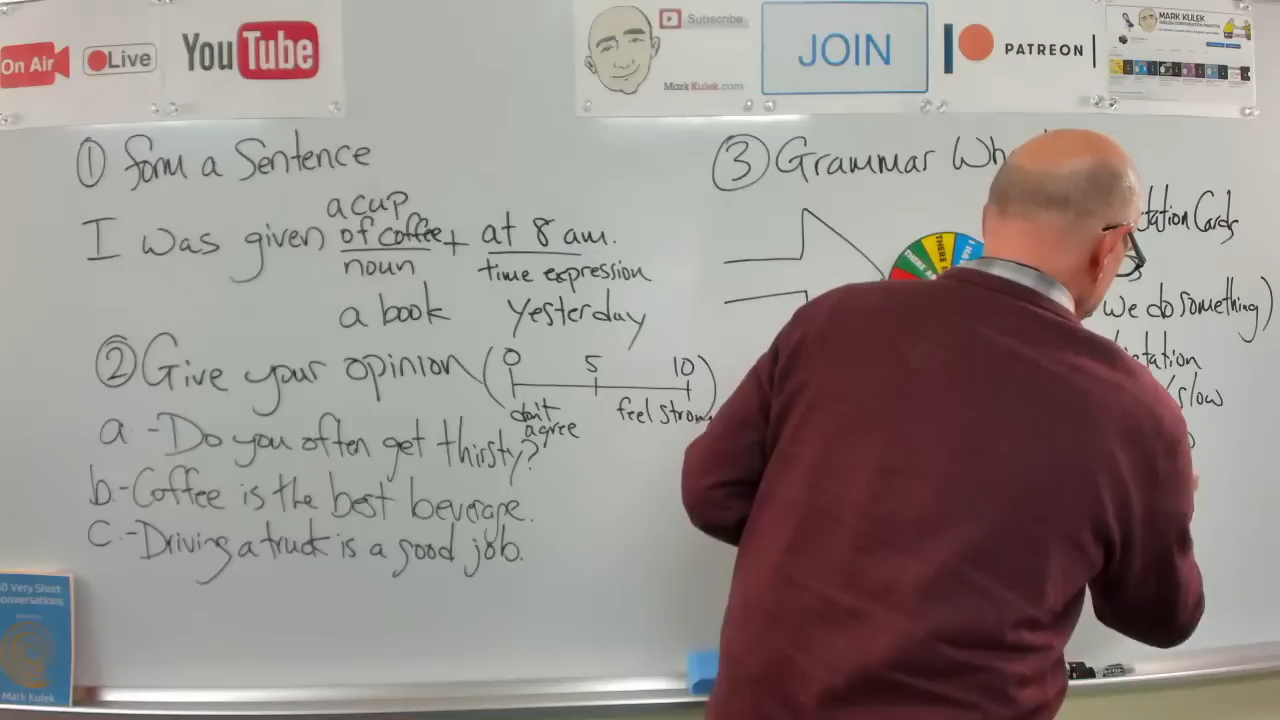 On Air
Live
YouTube
Subscribe
MarkKulek.com
JOIN
PATREON
MARK KULEK
① Form a Sentence
a cup
I was given of coffee + at 8 am.
noun time expression
a book Yesterday
② Give your opinion (0 5 10)
don't agree
feel
a - Do you often get thirsty?
b.- Coffee is the best beverage.
c.- Driving a truck is a good job.
③ Grammar
Cards
THERE
we do something)
slow
Very Short
Mark Kulek